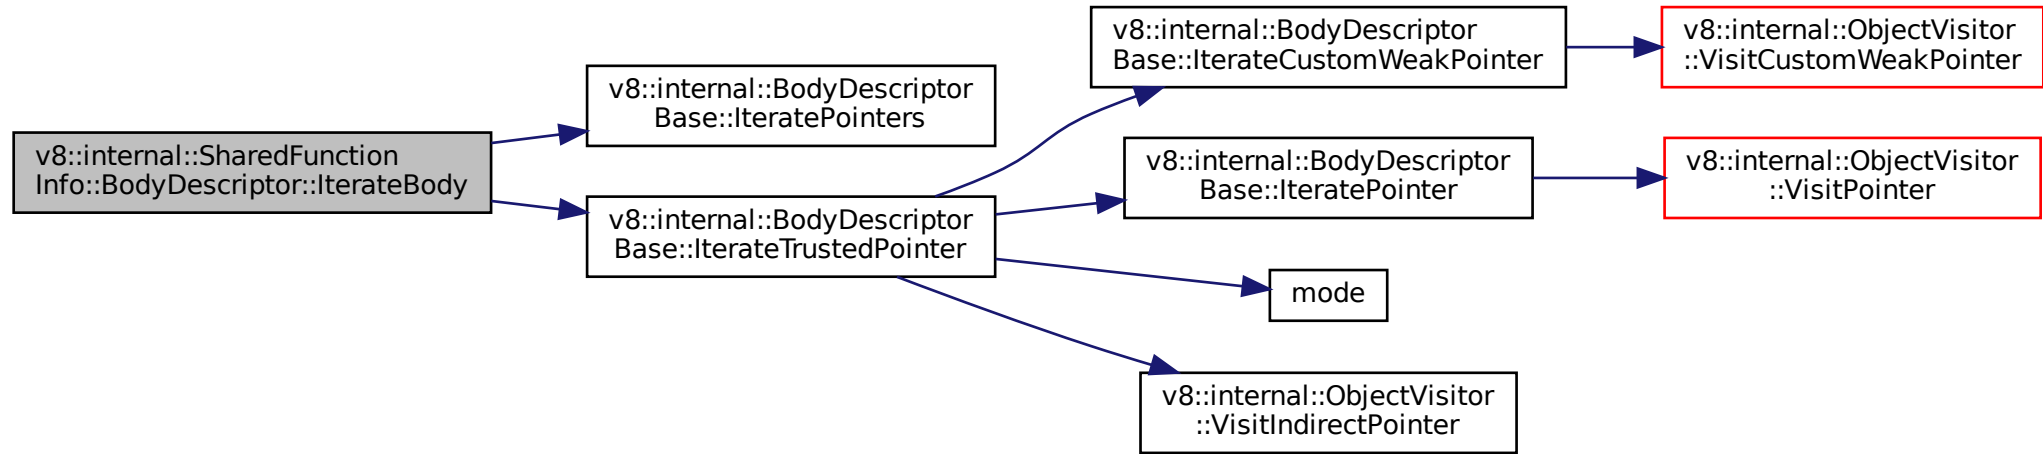 v8::internal::SharedFunction
Info::BodyDescriptor::IterateBody
v8::internal::BodyDescriptor
Base::IteratePointers
v8::internal::BodyDescriptor
Base::IterateTrustedPointer
v8::internal::BodyDescriptor
Base::IterateCustomWeakPointer
v8::internal::ObjectVisitor
::VisitCustomWeakPointer
v8::internal::BodyDescriptor
Base::IteratePointer
v8::internal::ObjectVisitor
::VisitPointer
mode
v8::internal::ObjectVisitor
::VisitIndirectPointer